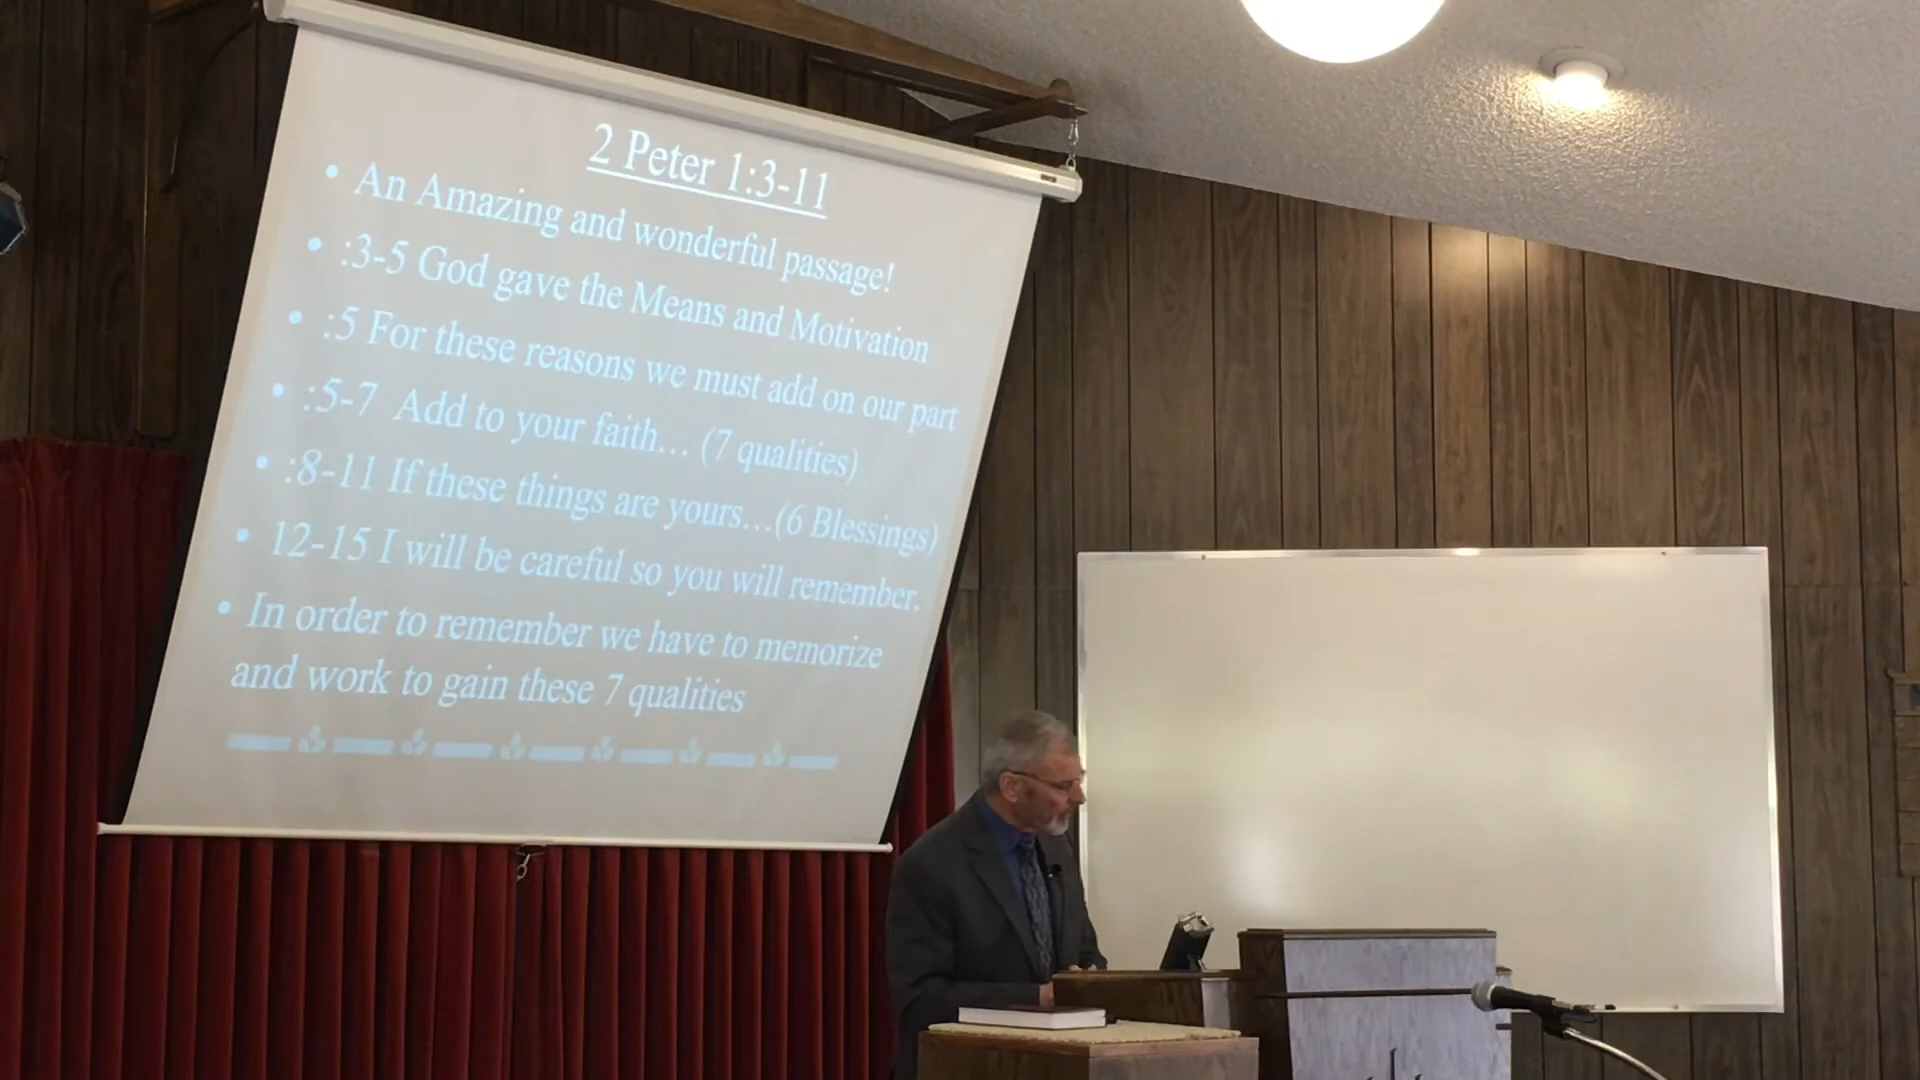 2 Peter 1:3-11
• An Amazing and wonderful passage!
• :3-5 God gave the Means and Motivation
• :5 For these reasons we must add on our part
• :5-7 Add to your faith… (7 qualities)
• :8-11 If these things are yours…(6 Blessings)
• 12-15 I will be careful so you will remember.
• In order to remember we have to memorize
and work to gain these 7 qualities